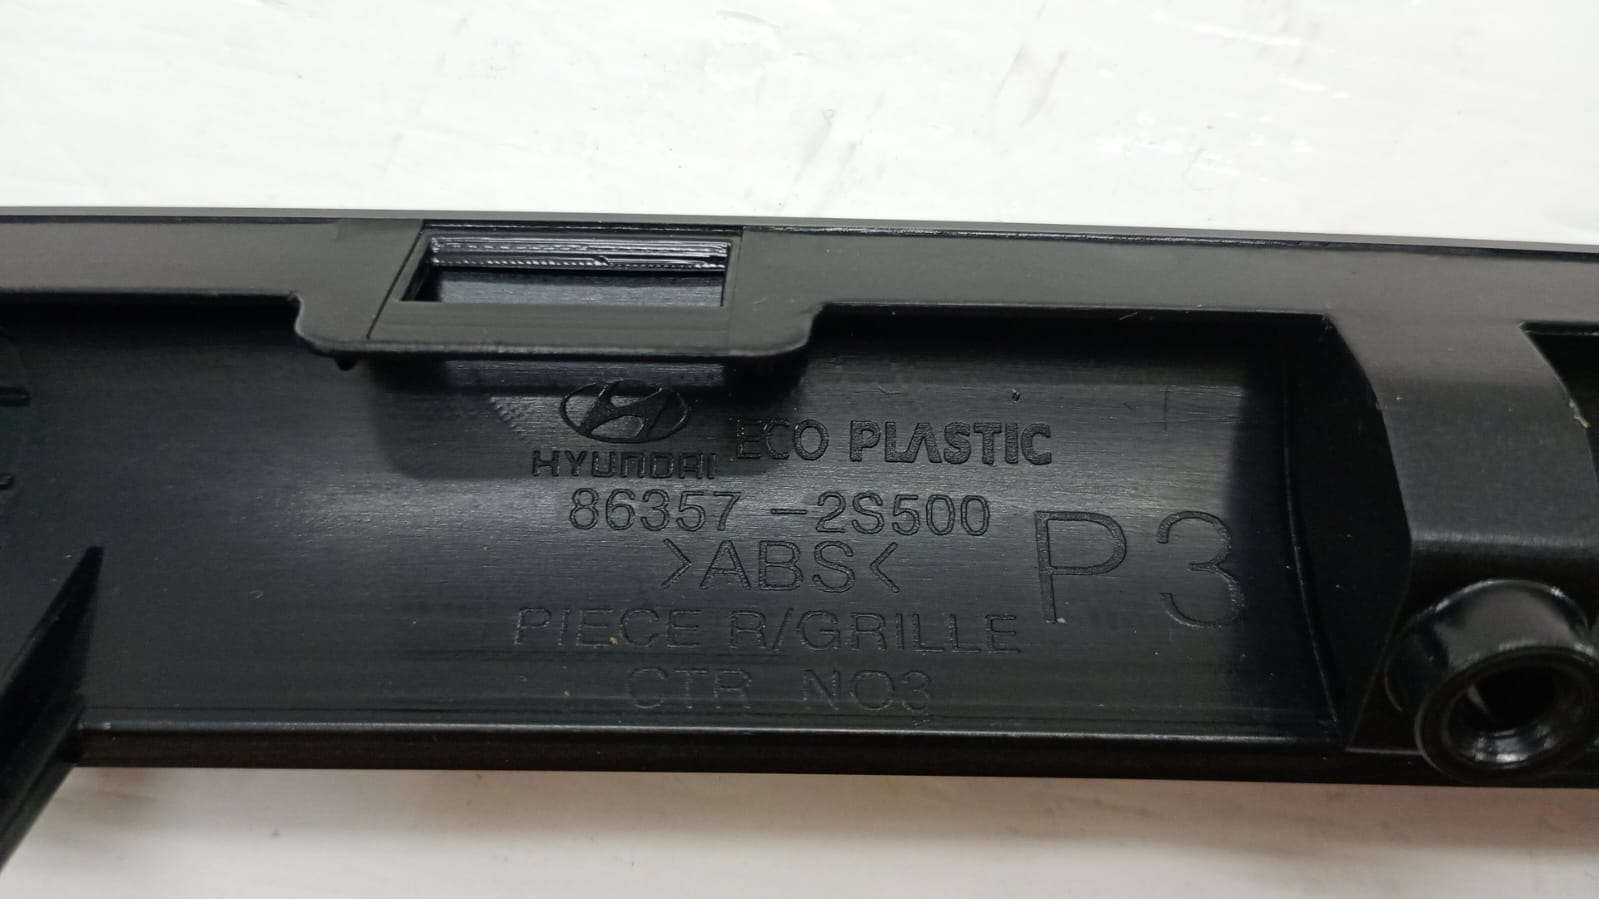 HYUNDAI ECO PLASTIC
86357-2S500
>ABS<
P3
PIECE R/GRILLE
CTR NO3